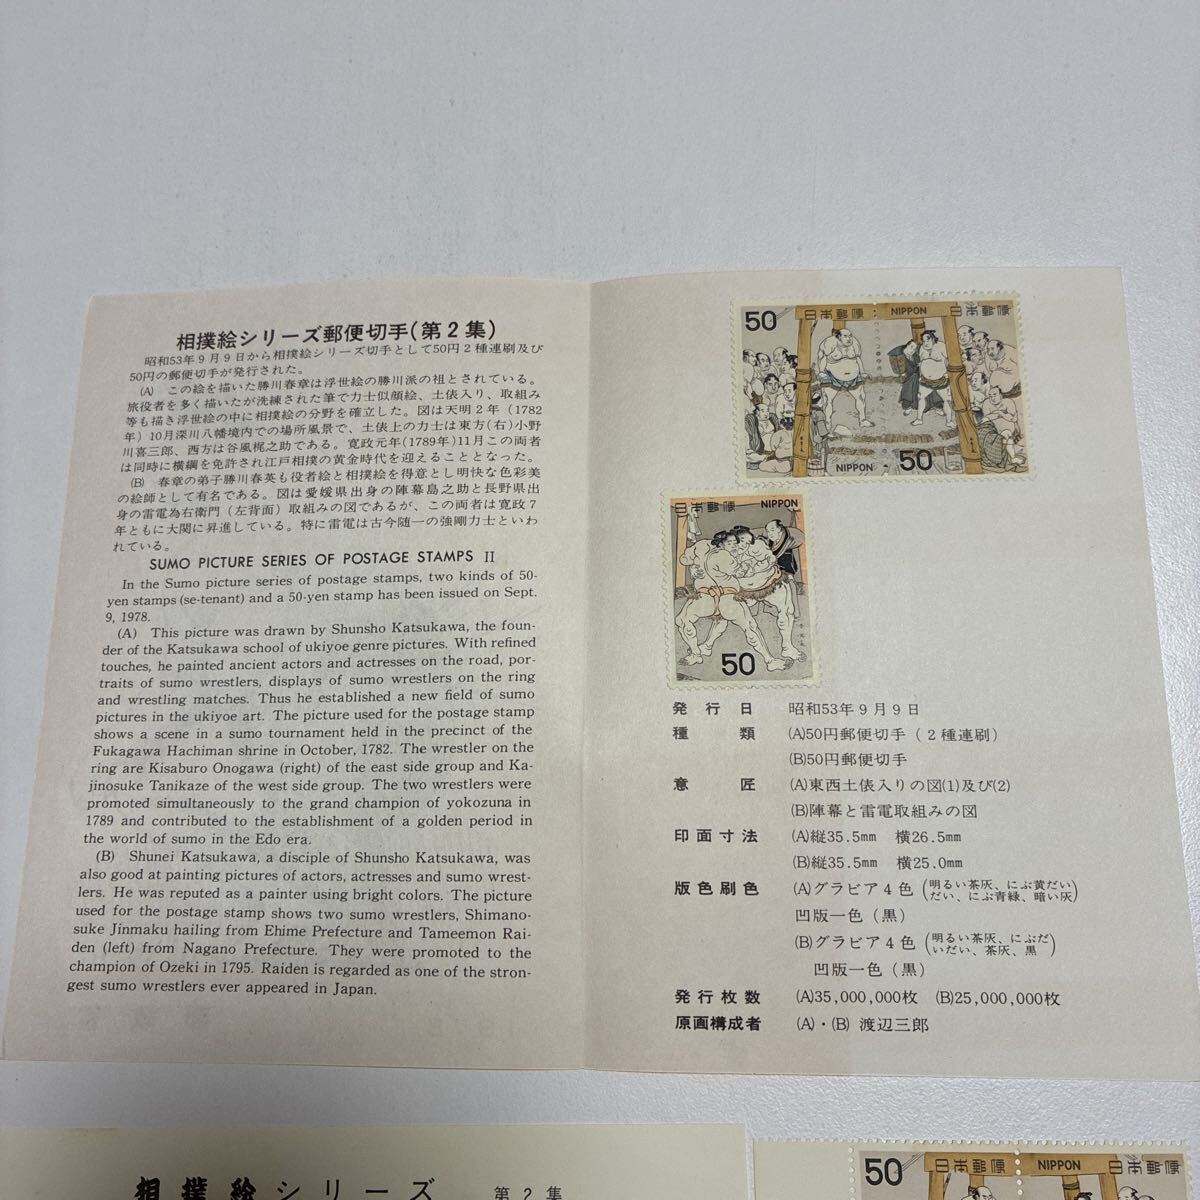 相撲絵シリーズ郵便切手(第2集)
昭和53年9月9日から相撲絵シリーズ切手として50円2種連刷及び
50円の郵便切手が発行された。
(A) この絵を描いた勝川春章は浮世絵の勝川派の祖とされている。
旅役者を多く描いたが洗練された筆で力士似顔絵、土俵入り、取組み
等も描き浮世絵の中に相撲絵の分野を確立した。図は天明2年(1782
年)10月深川八幡境内での場所風景で、土俵上の力士は東方(右)小野
川喜三郎、西方は谷風梶之助である。寛政元年(1789年)11月この両者
は同時に横綱を免許され江戸相撲の黄金時代を迎えることとなった。
(B) 春章の弟子勝川春英も役者絵と相撲絵を得意とし明快な色彩美
の絵師として有名である。図は愛媛県出身の陣幕島之助と長野県出
身の雷電為右衛門(左背面)取組みの図であるが、この両者は寛政7
年ともに大関に昇進している。特に雷電は古今随一の強剛力士といわ
れている。
SUMO PICTURE SERIES OF POSTAGE STAMPS II
In the Sumo picture series of postage stamps, two kinds of 50-
yen stamps (se-tenant) and a 50-yen stamp has been issued on Sept.
9, 1978.
(A) This picture was drawn by Shunsho Katsukawa, the foun-
der of the Katsukawa school of ukiyoe genre pictures. With refined
touches, he painted ancient actors and actresses on the road, por-
traits of sumo wrestlers, displays of sumo wrestlers on the ring
and wrestling matches. Thus he established a new field of sumo
pictures in the ukiyoe art. The picture used for the postage stamp
shows a scene in a sumo tournament held in the precinct of the
Fukagawa Hachiman shrine in October, 1782. The wrestler on the
ring are Kisaburo Onogawa (right) of the east side group and Ka-
jinosuke Tanikaze of the west side group. The two wrestlers were
promoted simultaneously to the grand champion of yokozuna in
1789 and contributed to the establishment of a golden period in
the world of sumo in the Edo era.
(B) Shunei Katsukawa, a disciple of Shunsho Katsukawa, was
also good at painting pictures of actors, actresses and sumo wrest-
lers. He was reputed as a painter using bright colors. The picture
used for the postage stamp shows two sumo wrestlers, Shimano-
suke Jinmaku hailing from Ehime Prefecture and Tameemon Rai-
den (left) from Nagano Prefecture. They were promoted to the
champion of Ozeki in 1795. Raiden is regarded as one of the stron-
gest sumo wrestlers ever appeared in Japan.
50 日本郵便 NIPPON 日本郵便
NIPPON 50
日本郵便 NIPPON
50
発行日 昭和53年9月9日
種類 (A)50円郵便切手(2種連刷)
(B)50円郵便切手
意匠 (A)東西土俵入りの図(1)及び(2)
(B)陣幕と雷電取組みの図
印面寸法 (A)縦35.5mm 横26.5mm
(B)縦35.5mm 横25.0mm
版色刷色 (A)グラビア4色(明るい茶灰、にぶ黄だい
だい、にぶ青緑、暗い灰)
凹版一色(黒)
(B)グラビア4色(明るい茶灰、にぶだ
いだい、茶灰、黒)
凹版一色(黒)
発行枚数 (A)35,000,000枚 (B)25,000,000枚
原画構成者 (A)・(B) 渡辺三郎
相撲絵シリーズ 第2集
50 日本郵便 NIPPON 日本郵便